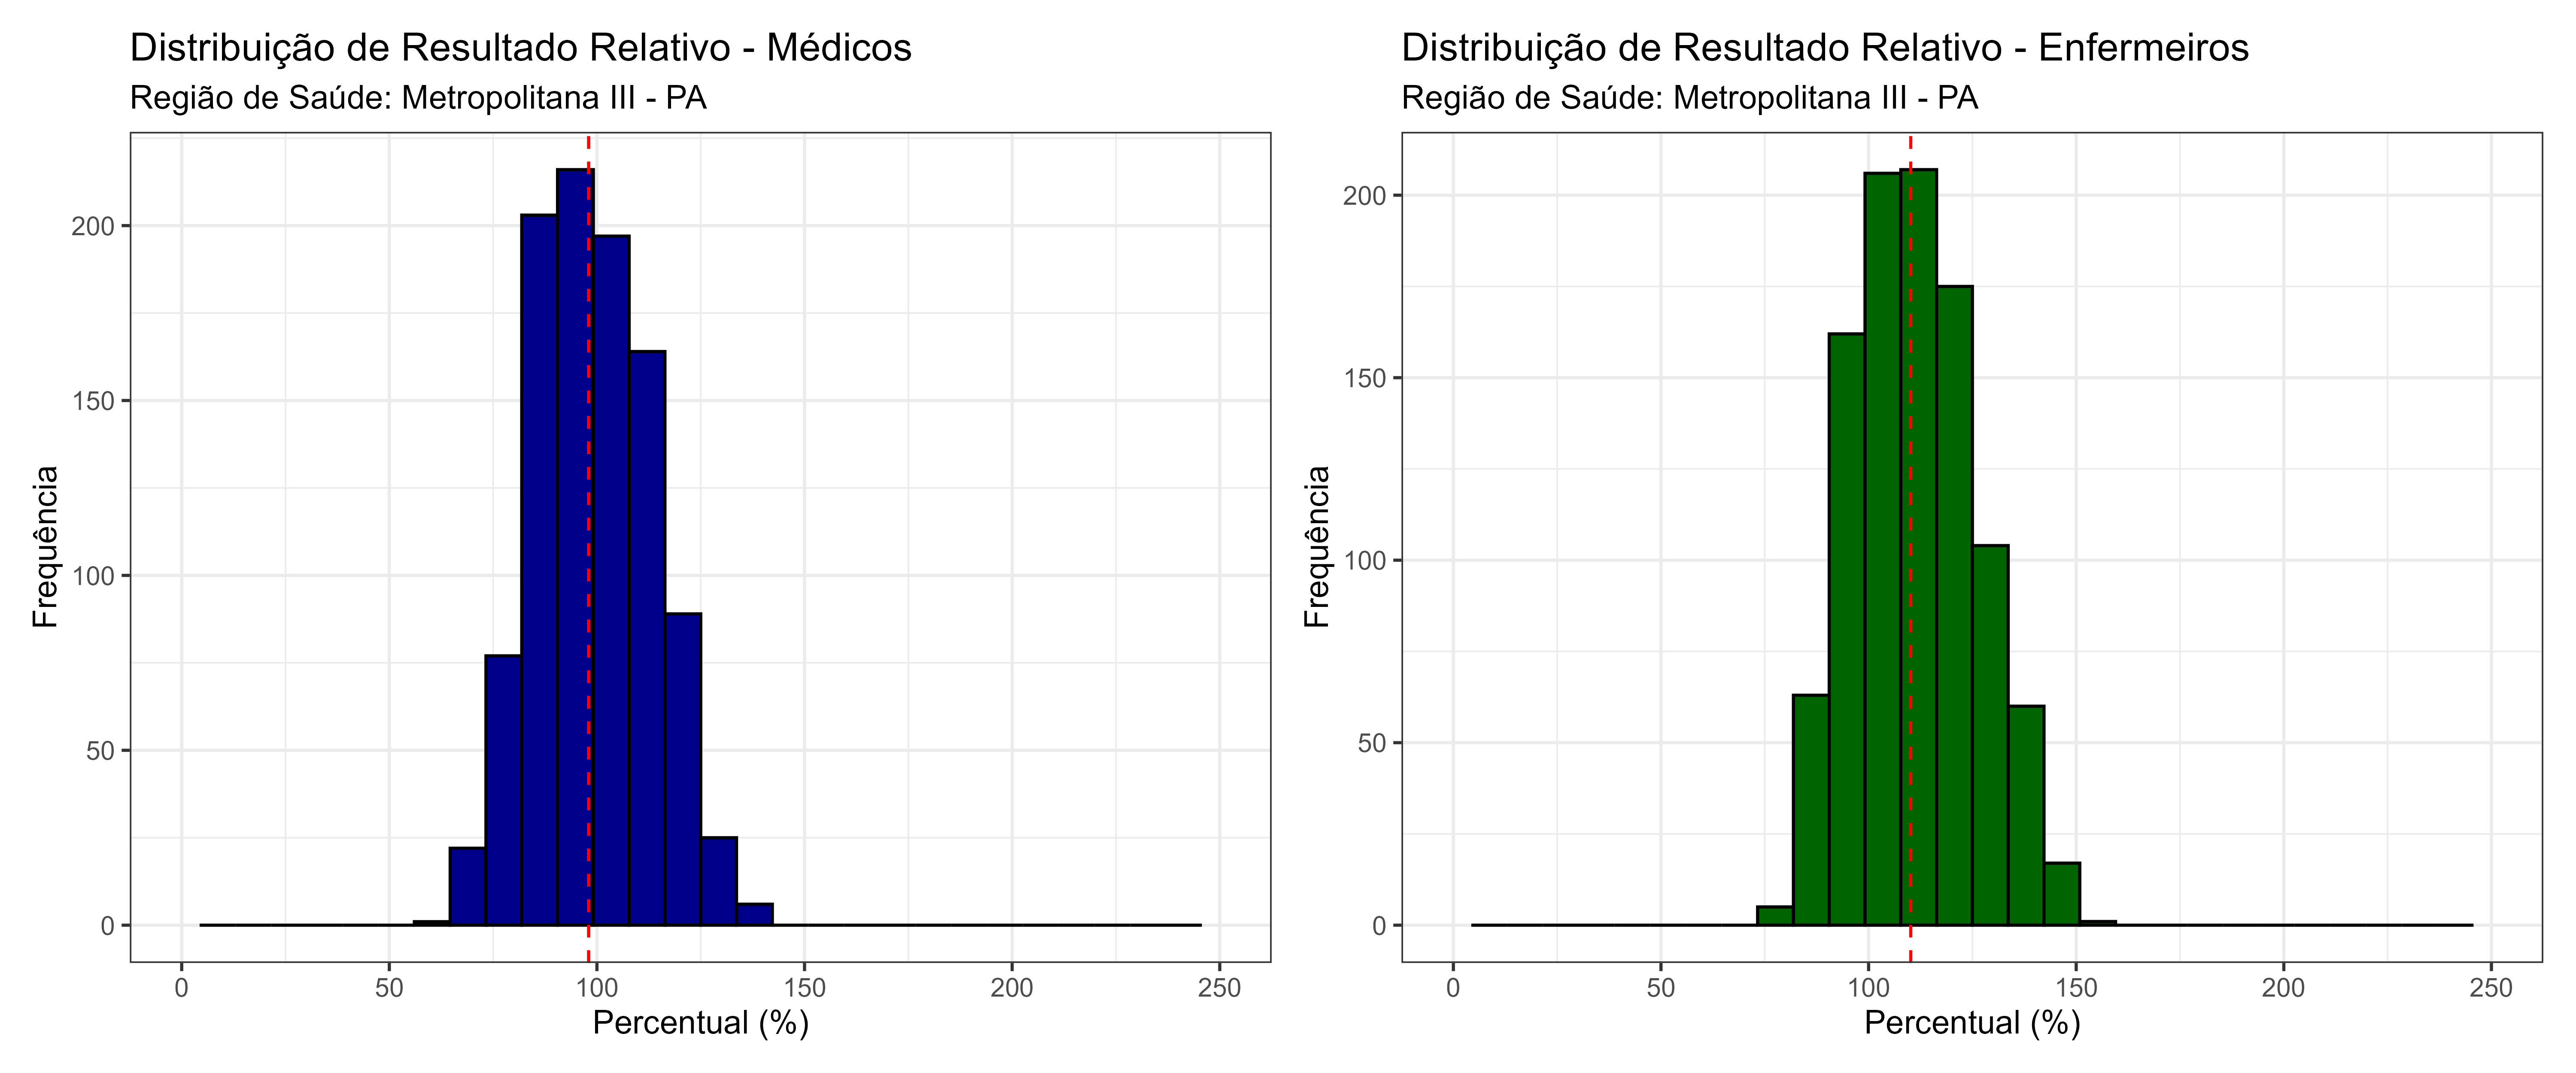 Distribuição de Resultado Relativo - Médicos
Região de Saúde: Metropolitana III - PA
Frequência
200
150
100
50
0
0 50 100 150 200 250
Percentual (%)
Distribuição de Resultado Relativo - Enfermeiros
Região de Saúde: Metropolitana III - PA
Frequência
200
150
100
50
0
0 50 100 150 200 250
Percentual (%)